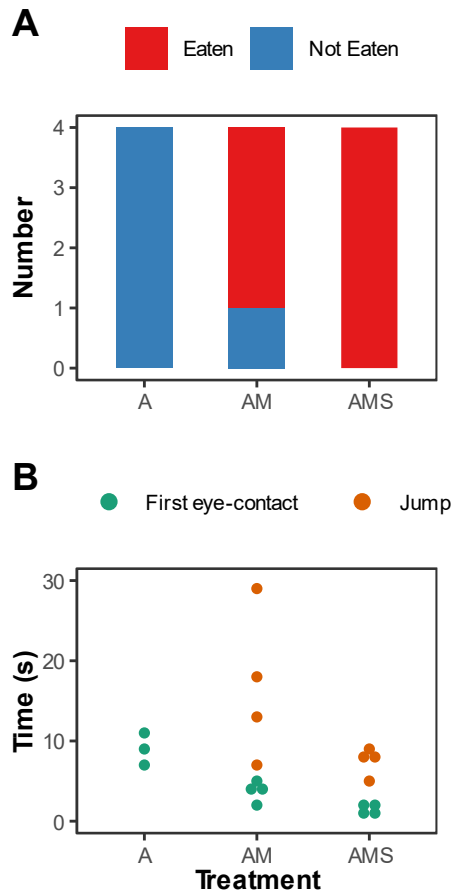 A
Eaten Not Eaten
Number
4
3
2
1
0
A AM AMS
B
First eye-contact Jump
Time (s)
30
20
10
0
A AM AMS
Treatment